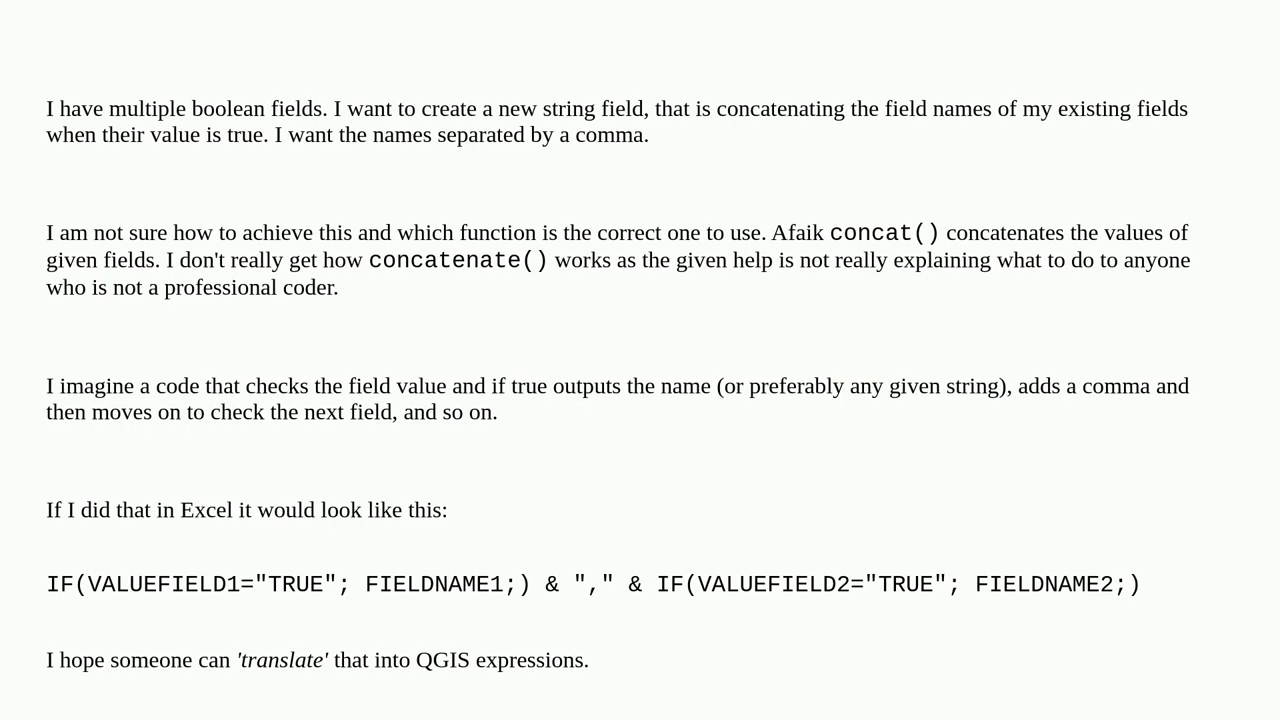 I have multiple boolean fields. I want to create a new string field, that is concatenating the field names of my existing fields
when their value is true. I want the names separated by a comma.
I am not sure how to achieve this and which function is the correct one to use. Afaik concat() concatenates the values of
given fields. I don't really get how concatenate() works as the given help is not really explaining what to do to anyone
who is not a professional coder.
I imagine a code that checks the field value and if true outputs the name (or preferably any given string), adds a comma and
then moves on to check the next field, and so on.
If I did that in Excel it would look like this:
IF(VALUEFIELD1="TRUE"; FIELDNAME1;) & "," & IF(VALUEFIELD2="TRUE"; FIELDNAME2;)
I hope someone can 'translate' that into QGIS expressions.